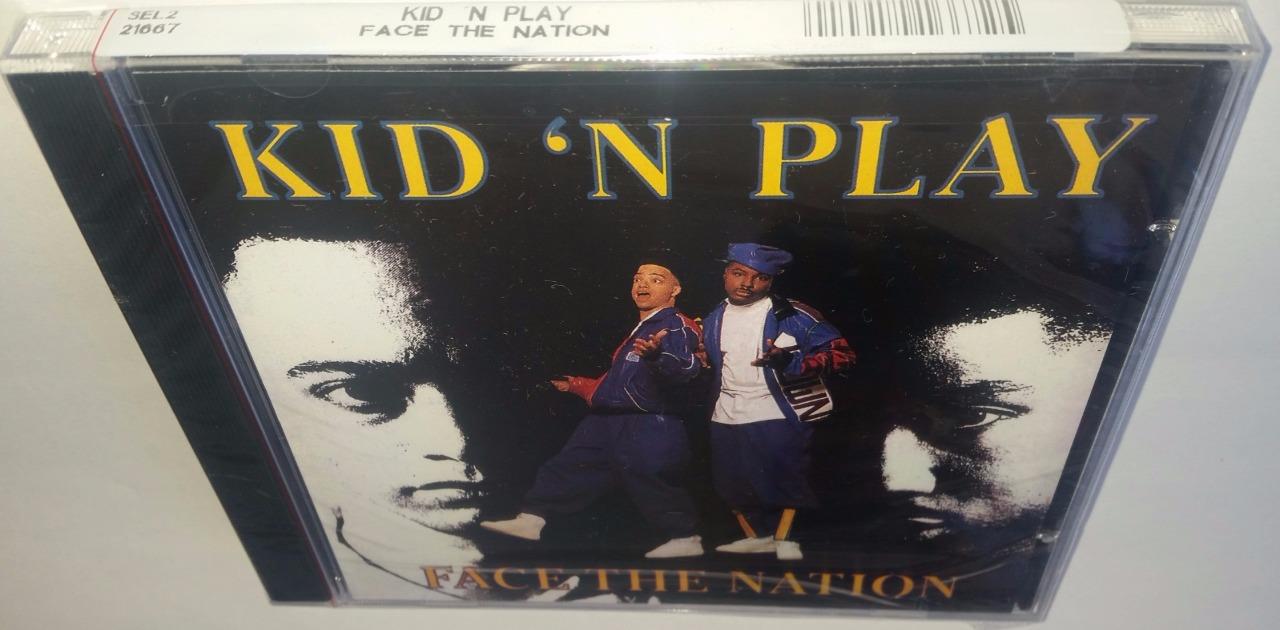 SEL2
21667
KID 'N PLAY
FACE THE NATION
KID ‘N PLAY
FACE THE NATION